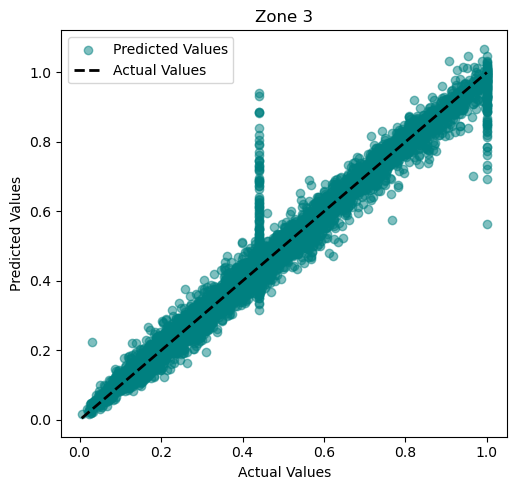 Zone 3
Predicted Values
Actual Values
1.0
0.8
0.6
0.4
0.2
0.0
Predicted Values
0.0 0.2 0.4 0.6 0.8 1.0
Actual Values